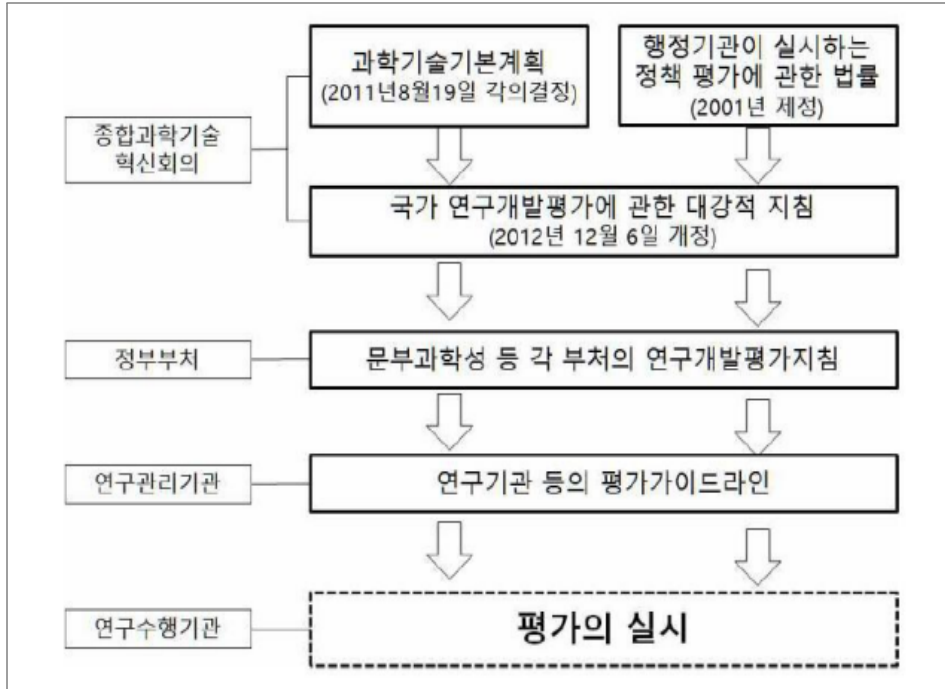 과학기술기본계획
(2011년8월19일 각의결정)
행정기관이 실시하는
정책 평가에 관한 법률
(2001년 제정)
종합과학기술
혁신회의
국가 연구개발평가에 관한 대강적 지침
(2012년 12월 6일 개정)
정부부처
문부과학성 등 각 부처의 연구개발평가지침
연구관리기관
연구기관 등의 평가가이드라인
연구수행기관
평가의 실시